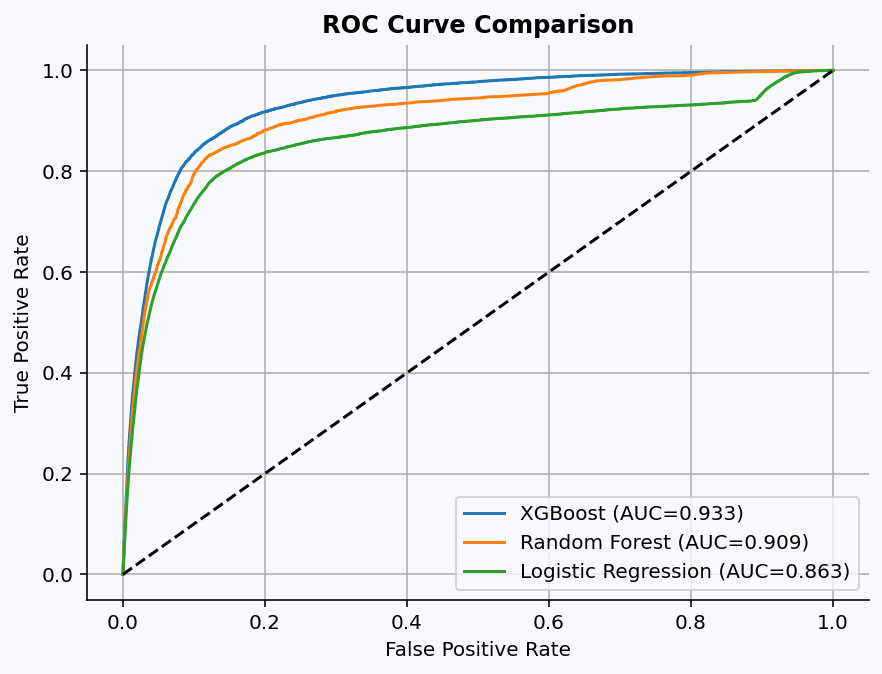 ROC Curve Comparison
True Positive Rate
1.0
0.8
0.6
0.4
0.2
0.0
XGBoost (AUC=0.933)
Random Forest (AUC=0.909)
Logistic Regression (AUC=0.863)
0.0 0.2 0.4 0.6 0.8 1.0
False Positive Rate